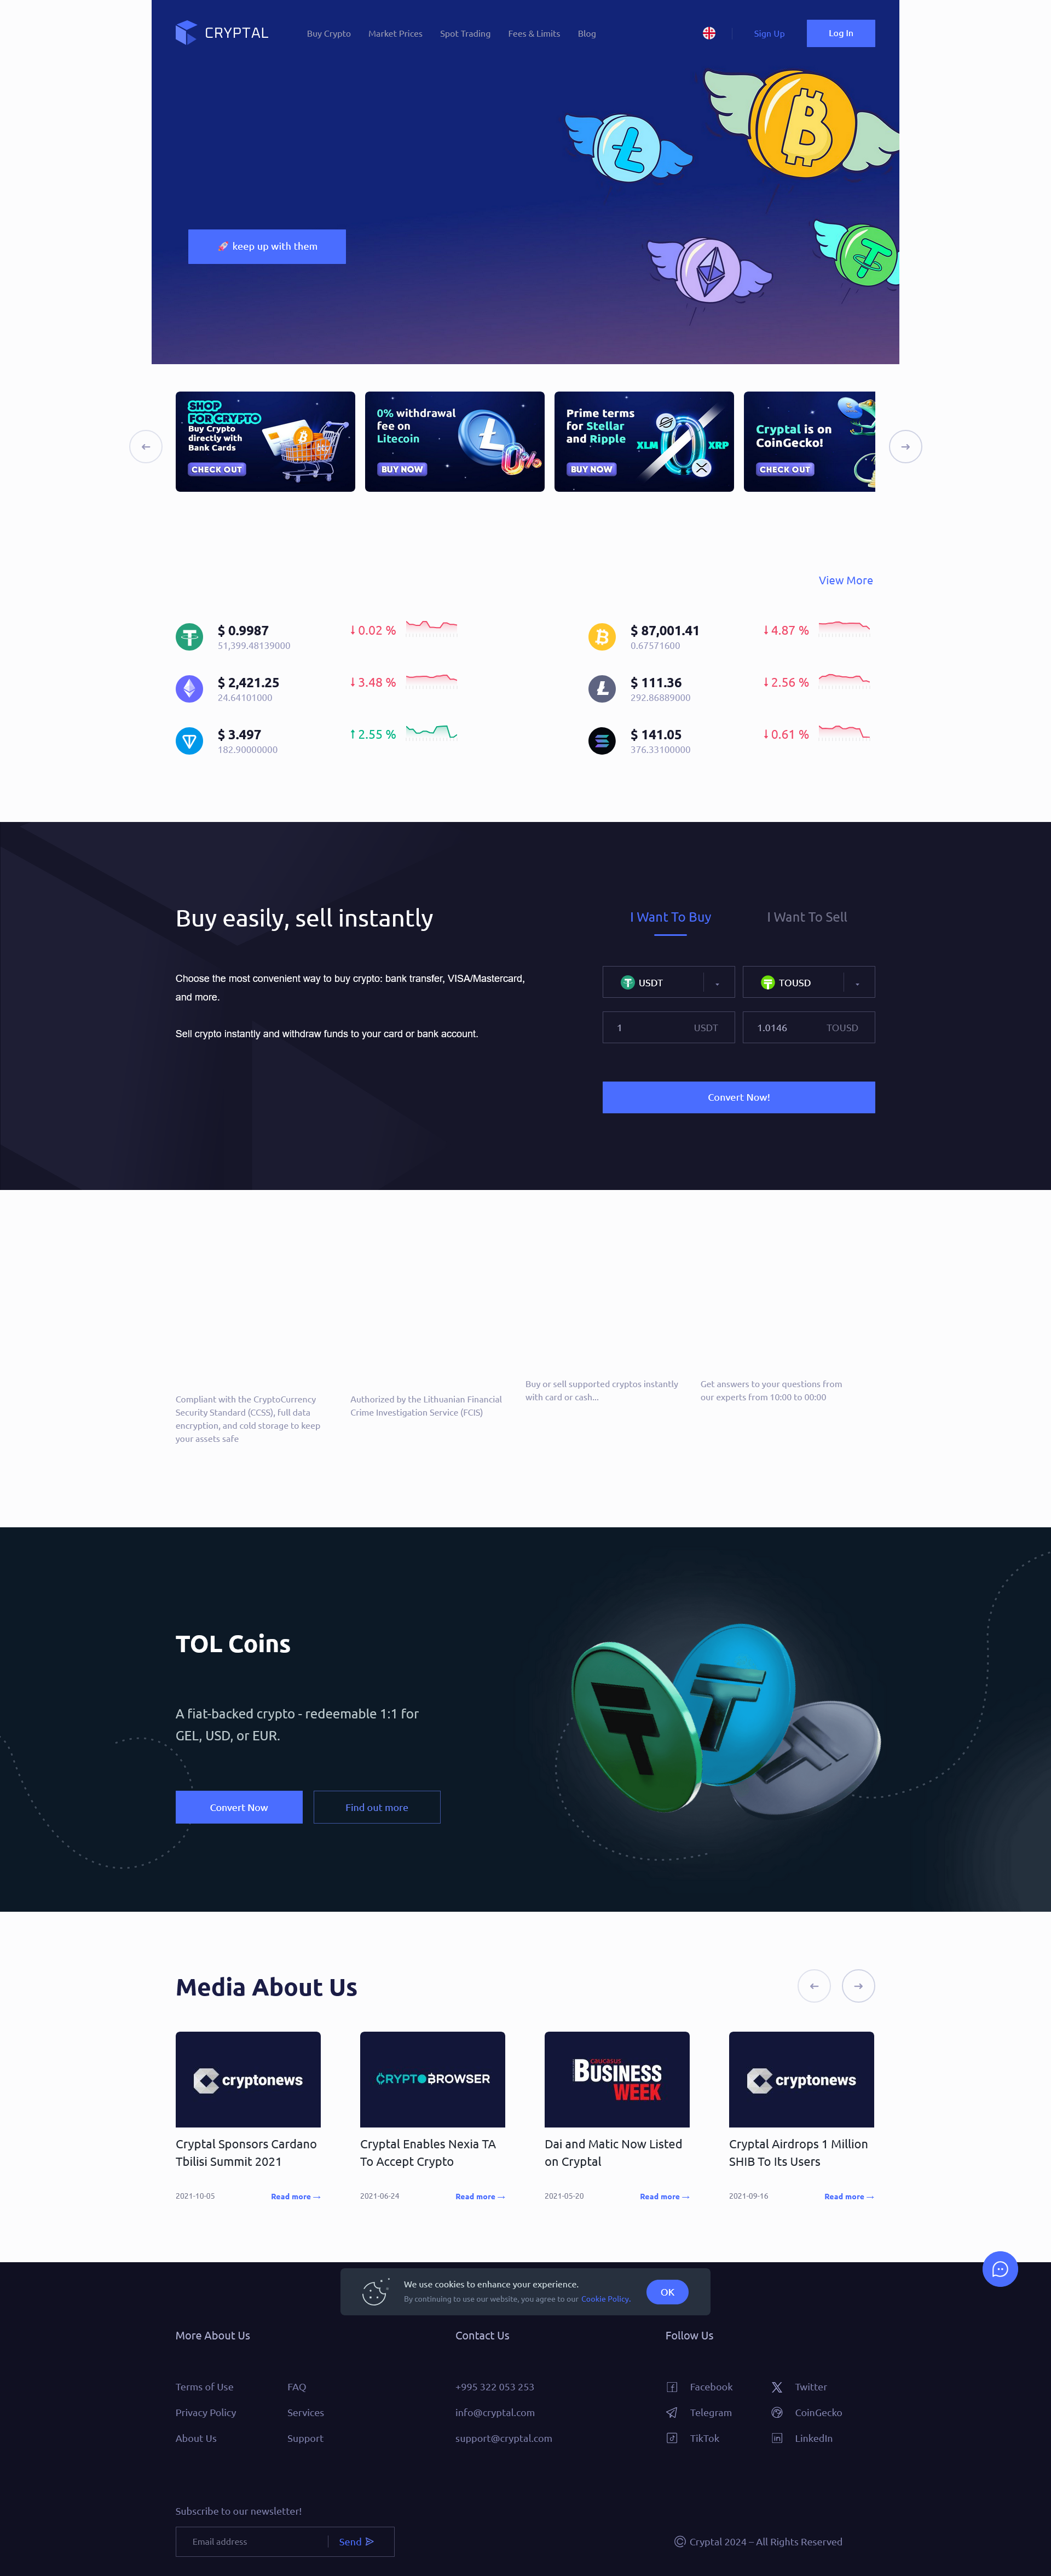 CRYPTAL
Buy Crypto
Market Prices
Spot Trading
Fees & Limits
Blog
Sign Up
Log In
🚀 keep up with them
SHOP
FOR CRYPTO
Buy Crypto
directly with
Bank Cards
CHECK OUT
0% withdrawal
fee on
Litecoin
BUY NOW
0%
Prime terms
for Stellar
and Ripple
BUY NOW
XLM
0
XRP
Cryptal is on
CoinGecko!
CHECK OUT
View More
$ 0.9987
51,399.48139000
↓ 0.02 %
$ 87,001.41
0.67571600
↓ 4.87 %
$ 2,421.25
24.64101000
↓ 3.48 %
$ 111.36
292.86889000
↓ 2.56 %
$ 3.497
182.90000000
↑ 2.55 %
$ 141.05
376.33100000
↓ 0.61 %
Buy easily, sell instantly
Choose the most convenient way to buy crypto: bank transfer, VISA/Mastercard,
and more.
Sell crypto instantly and withdraw funds to your card or bank account.
I Want To Buy
I Want To Sell
USDT
TOUSD
1 USDT
1.0146 TOUSD
Convert Now!
Compliant with the CryptoCurrency
Security Standard (CCSS), full data
encryption, and cold storage to keep
your assets safe
Authorized by the Lithuanian Financial
Crime Investigation Service (FCIS)
Buy or sell supported cryptos instantly
with card or cash...
Get answers to your questions from
our experts from 10:00 to 00:00
TOL Coins
A fiat-backed crypto - redeemable 1:1 for
GEL, USD, or EUR.
Convert Now
Find out more
Media About Us
cryptonews
Cryptal Sponsors Cardano
Tbilisi Summit 2021
2021-10-05
Read more →
CRYPTOBROWSER
Cryptal Enables Nexia TA
To Accept Crypto
2021-06-24
Read more →
caucasus
BUSINESS
WEEK
Dai and Matic Now Listed
on Cryptal
2021-05-20
Read more →
cryptonews
Cryptal Airdrops 1 Million
SHIB To Its Users
2021-09-16
Read more →
We use cookies to enhance your experience.
By continuing to use our website, you agree to our Cookie Policy.
OK
More About Us
Terms of Use
Privacy Policy
About Us
FAQ
Services
Support
Contact Us
+995 322 053 253
info@cryptal.com
support@cryptal.com
Follow Us
Facebook
Telegram
TikTok
Twitter
CoinGecko
LinkedIn
Subscribe to our newsletter!
Email address
Send
© Cryptal 2024 – All Rights Reserved